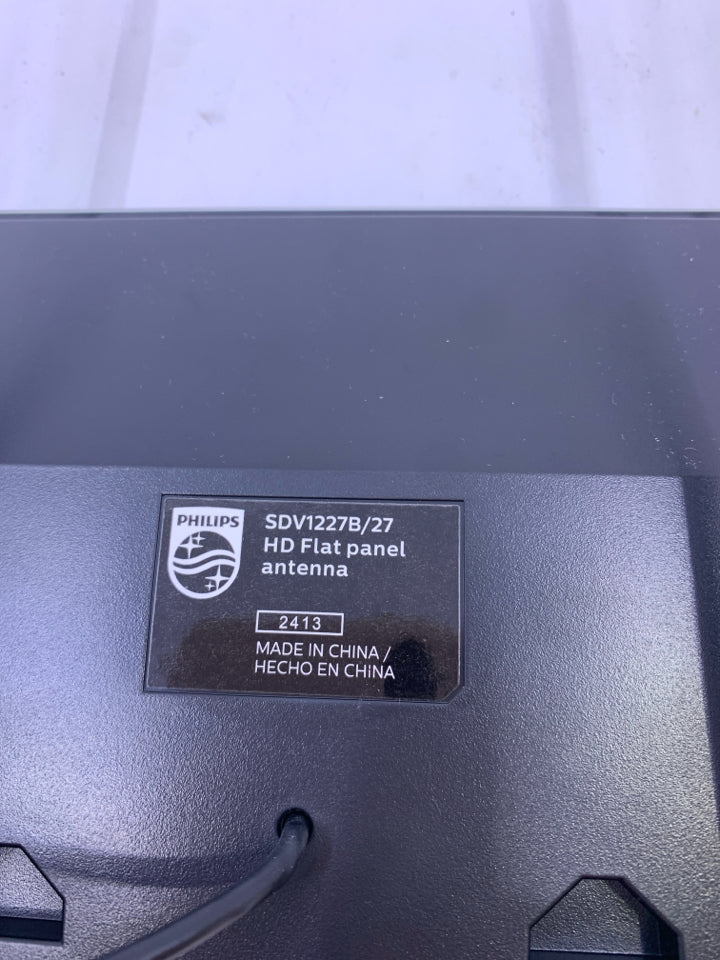 PHILIPS
SDV1227B/27
HD Flat panel
antenna
2413
MADE IN CHINA /
HECHO EN CHINA